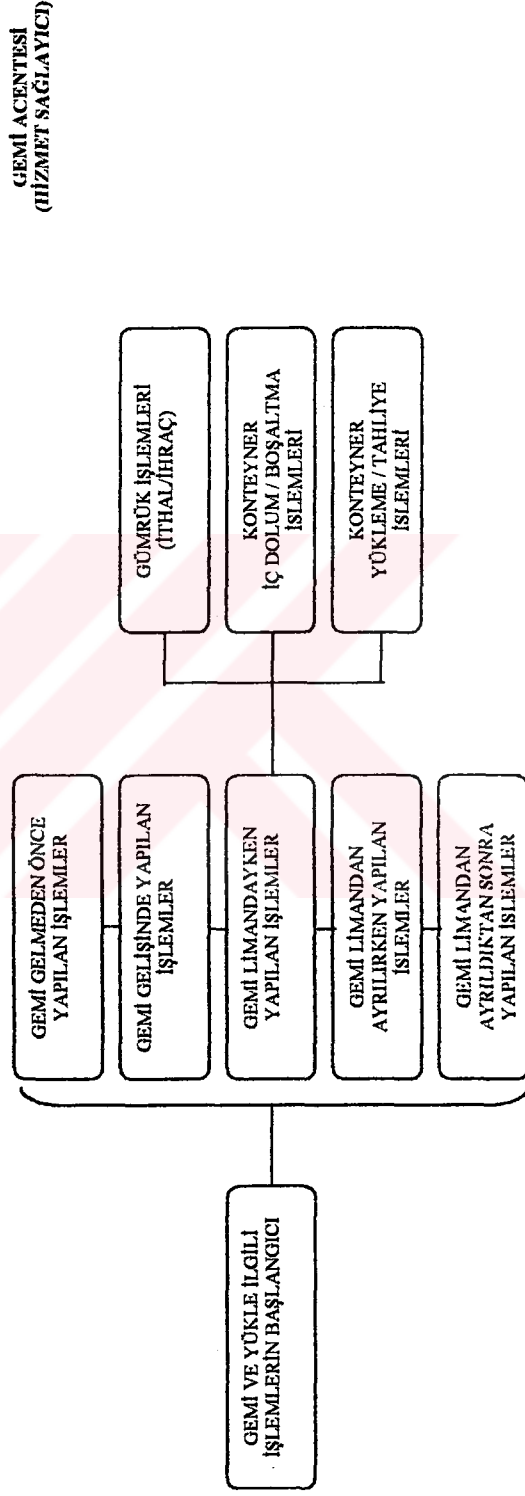 GEMİ ACENTESİ
(HİZMET SAĞLAYICI)
GEMİ VE YÜKLE İLGİLİ
İŞLEMLERİN BAŞLANGICI
GEMİ GELMEDEN ÖNCE
YAPILAN İŞLEMLER
GEMİ GELİŞİNDE YAPILAN
İŞLEMLER
GEMİ LİMANDAYKEN
YAPILAN İŞLEMLER
GEMİ LİMANDAN
AYRILIRKEN YAPILAN
İŞLEMLER
GEMİ LİMANDAN
AYRILDIKTAN SONRA
YAPILAN İŞLEMLER
GÜMRÜK İŞLEMLERİ
(İTHAL/İHRAÇ)
KONTEYNER
İÇ DOLUM / BOŞALTMA
İŞLEMLERİ
KONTEYNER
YÜKLEME / TAHLİYE
İŞLEMLERİ